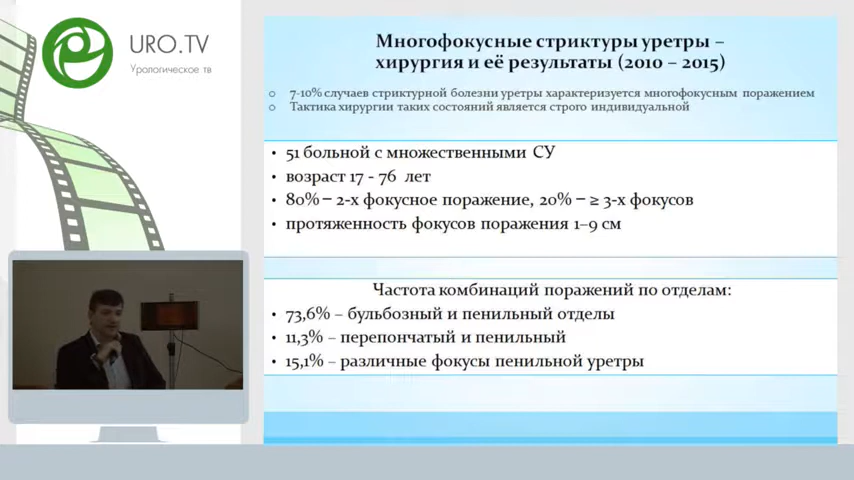 URO.TV
Урологическое тв
Многофокусные стриктуры уретры –
хирургия и её результаты (2010 – 2015)
○ 7-10% случаев стриктурной болезни уретры характеризуется многофокусным поражением
○ Тактика хирургии таких состояний является строго индивидуальной
• 51 больной с множественными СУ
• возраст 17 - 76 лет
• 80% – 2-х фокусное поражение, 20% – ≥ 3-х фокусов
• протяженность фокусов поражения 1–9 см
Частота комбинаций поражений по отделам:
• 73,6% – бульбозный и пенильный отделы
• 11,3% – перепончатый и пенильный
• 15,1% – различные фокусы пенильной уретры